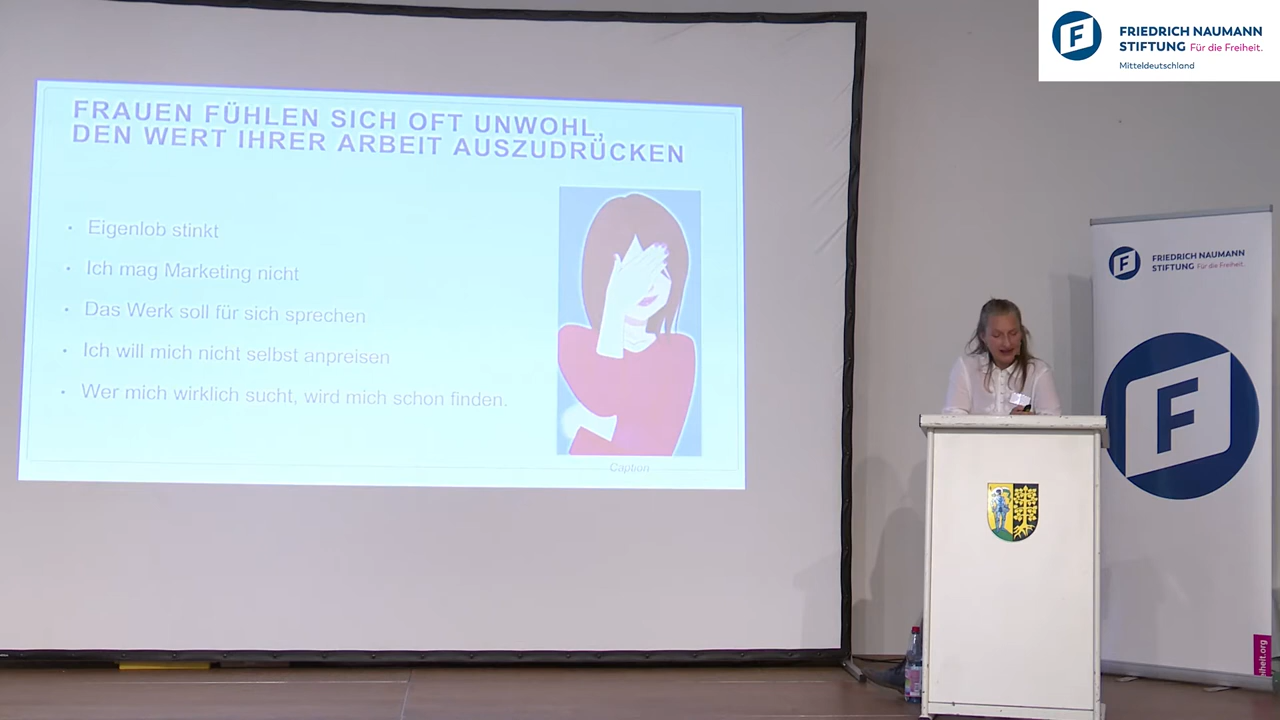 FRIEDRICH NAUMANN
STIFTUNG Für die Freiheit.
Mitteldeutschland
FRAUEN FÜHLEN SICH OFT UNWOHL,
DEN WERT IHRER ARBEIT AUSZUDRÜCKEN
• Eigenlob stinkt
• Ich mag Marketing nicht
• Das Werk soll für sich sprechen
• Ich will mich nicht selbst anpreisen
• Wer mich wirklich sucht, wird mich schon finden.
Caption
FRIEDRICH NAUMANN
STIFTUNG Für die Freiheit.
F
F
F
eiheit.org